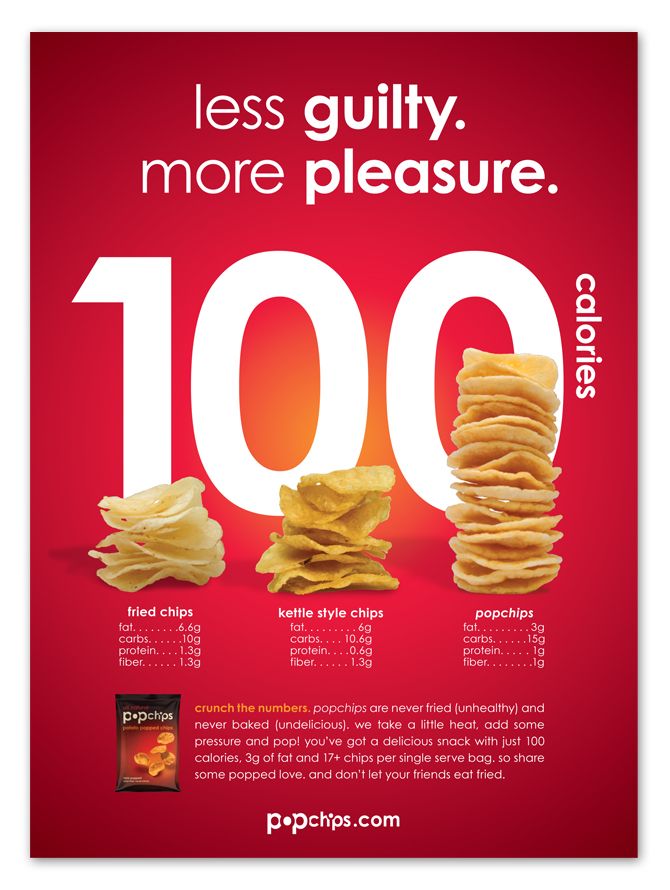 less guilty.
more pleasure.
100
calories
fried chips
fat. . . . . . . . .6.6g
carbs. . . . . .10g
protein. . . . 1.3g
fiber. . . . . . 1.3g
kettle style chips
fat. . . . . . . . . 6g
carbs. . . . 10.6g
protein. . . .0.6g
fiber. . . . . . 1.3g
popchips
fat. . . . . . . . . 3g
carbs. . . . . .15g
protein. . . . . 1g
fiber. . . . . . . .1g
all natural
popchips
potato popped chips
crunch the numbers. popchips are never fried (unhealthy) and
never baked (undelicious). we take a little heat, add some
pressure and pop! you've got a delicious snack with just 100
calories, 3g of fat and 17+ chips per single serve bag. so share
some popped love. and don't let your friends eat fried.
popchips.com